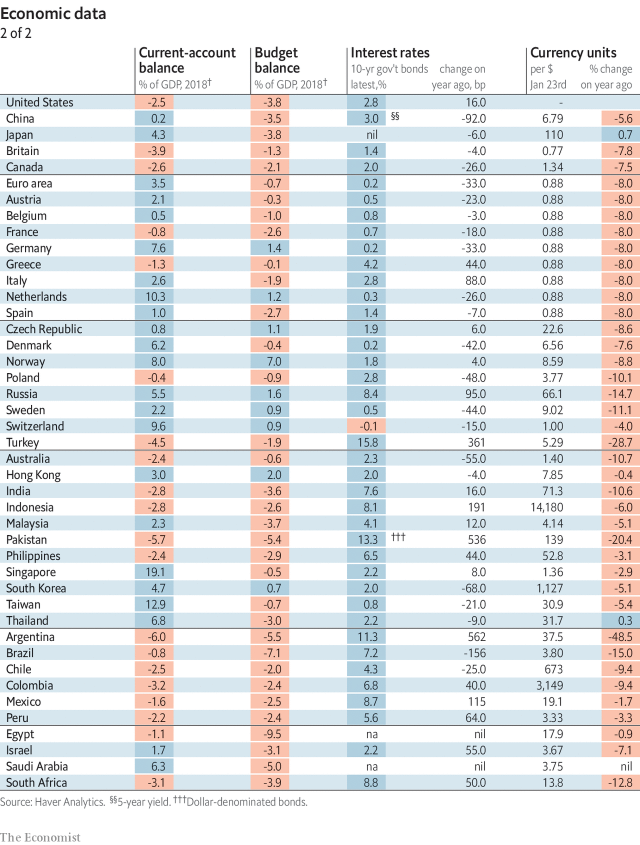 Economic data
2 of 2
Current-account Budget Interest rates Currency units
balance balance 10-yr gov't bonds change on per $ % change
% of GDP, 2018† % of GDP, 2018† latest,% year ago, bp Jan 23rd on year ago
United States -2.5 -3.8 2.8 16.0 -
China 0.2 -3.5 3.0 §§ -92.0 6.79 -5.6
Japan 4.3 -3.8 nil -6.0 110 0.7
Britain -3.9 -1.3 1.4 -4.0 0.77 -7.8
Canada -2.6 -2.1 2.0 -26.0 1.34 -7.5
Euro area 3.5 -0.7 0.2 -33.0 0.88 -8.0
Austria 2.1 -0.3 0.5 -23.0 0.88 -8.0
Belgium 0.5 -1.0 0.8 -3.0 0.88 -8.0
France -0.8 -2.6 0.7 -18.0 0.88 -8.0
Germany 7.6 1.4 0.2 -33.0 0.88 -8.0
Greece -1.3 -0.1 4.2 44.0 0.88 -8.0
Italy 2.6 -1.9 2.8 88.0 0.88 -8.0
Netherlands 10.3 1.2 0.3 -26.0 0.88 -8.0
Spain 1.0 -2.7 1.4 -7.0 0.88 -8.0
Czech Republic 0.8 1.1 1.9 6.0 22.6 -8.6
Denmark 6.2 -0.4 0.2 -42.0 6.56 -7.6
Norway 8.0 7.0 1.8 4.0 8.59 -8.8
Poland -0.4 -0.9 2.8 -48.0 3.77 -10.1
Russia 5.5 1.6 8.4 95.0 66.1 -14.7
Sweden 2.2 0.9 0.5 -44.0 9.02 -11.1
Switzerland 9.6 0.9 -0.1 -15.0 1.00 -4.0
Turkey -4.5 -1.9 15.8 361 5.29 -28.7
Australia -2.4 -0.6 2.3 -55.0 1.40 -10.7
Hong Kong 3.0 2.0 2.0 -4.0 7.85 -0.4
India -2.8 -3.6 7.6 16.0 71.3 -10.6
Indonesia -2.8 -2.6 8.1 191 14,180 -6.0
Malaysia 2.3 -3.7 4.1 12.0 4.14 -5.1
Pakistan -5.7 -5.4 13.3 ††† 536 139 -20.4
Philippines -2.4 -2.9 6.5 44.0 52.8 -3.1
Singapore 19.1 -0.5 2.2 8.0 1.36 -2.9
South Korea 4.7 0.7 2.0 -68.0 1,127 -5.1
Taiwan 12.9 -0.7 0.8 -21.0 30.9 -5.4
Thailand 6.8 -3.0 2.2 -9.0 31.7 0.3
Argentina -6.0 -5.5 11.3 562 37.5 -48.5
Brazil -0.8 -7.1 7.2 -156 3.80 -15.0
Chile -2.5 -2.0 4.3 -25.0 673 -9.4
Colombia -3.2 -2.4 6.8 40.0 3,149 -9.4
Mexico -1.6 -2.5 8.7 115 19.1 -1.7
Peru -2.2 -2.4 5.6 64.0 3.33 -3.3
Egypt -1.1 -9.5 na nil 17.9 -0.9
Israel 1.7 -3.1 2.2 55.0 3.67 -7.1
Saudi Arabia 6.3 -5.0 na nil 3.75 nil
South Africa -3.1 -3.9 8.8 50.0 13.8 -12.8
Source: Haver Analytics. §§5-year yield. †††Dollar-denominated bonds.
The Economist